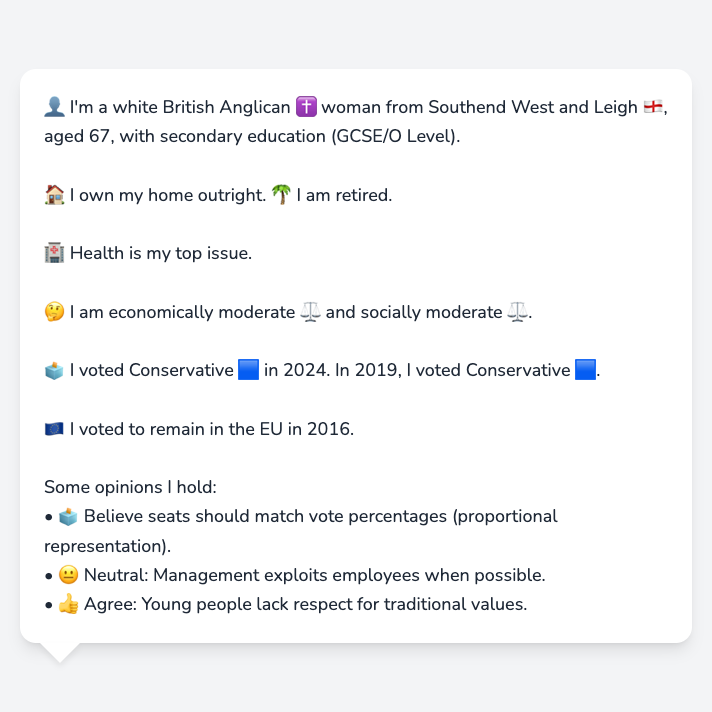 👤 I'm a white British Anglican ✝️ woman from Southend West and Leigh 🏴󠁧󠁢󠁥󠁮󠁧󠁿,
aged 67, with secondary education (GCSE/O Level).
🏠 I own my home outright. 🌴 I am retired.
🏥 Health is my top issue.
🤔 I am economically moderate ⚖️ and socially moderate ⚖️.
🗳️ I voted Conservative 🟦 in 2024. In 2019, I voted Conservative 🟦.
🇪🇺 I voted to remain in the EU in 2016.
Some opinions I hold:
• 🗳️ Believe seats should match vote percentages (proportional
representation).
• 😐 Neutral: Management exploits employees when possible.
• 👍 Agree: Young people lack respect for traditional values.